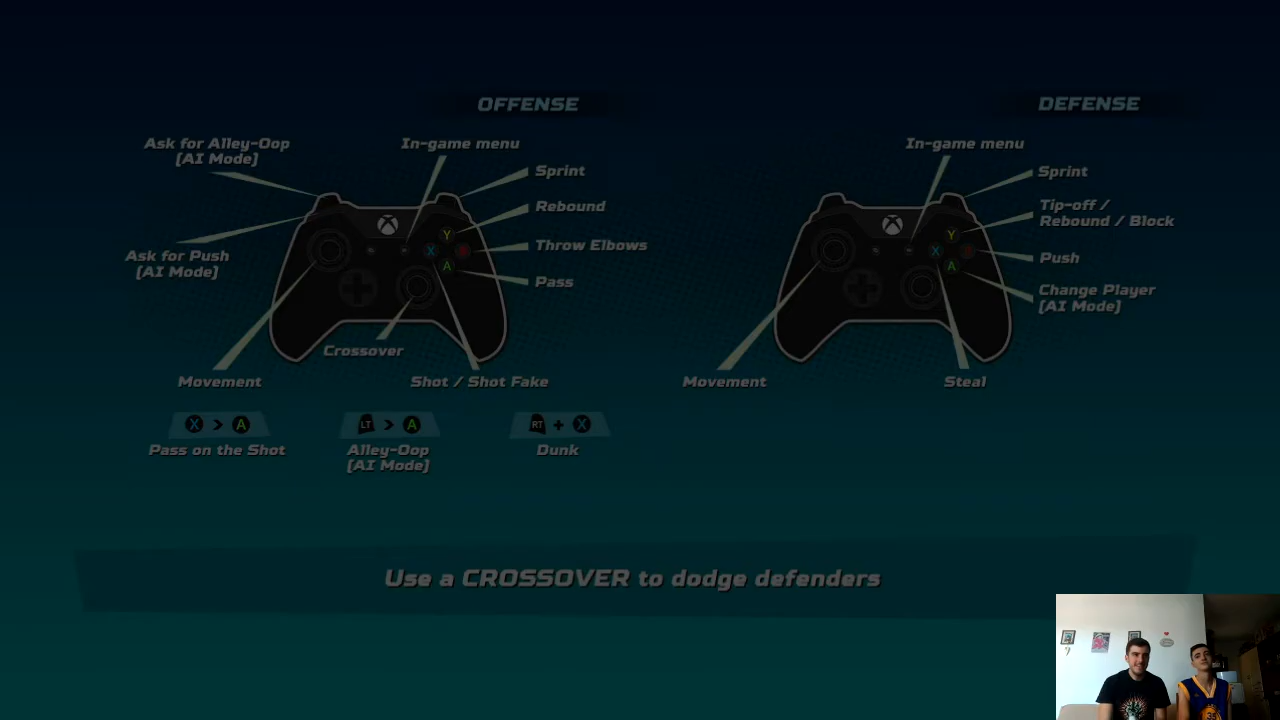 OFFENSE
Ask for Alley-Oop
[AI Mode]
In-game menu
Sprint
Rebound
Throw Elbows
Pass
Ask for Push
[AI Mode]
Y
X
B
A
Crossover
Movement
Shot / Shot Fake
X > A
Pass on the Shot
LT > A
Alley-Oop
[AI Mode]
RT + X
Dunk
DEFENSE
In-game menu
Sprint
Tip-off /
Rebound / Block
Push
Change Player
[AI Mode]
Y
X
B
A
Movement
Steal
Use a CROSSOVER to dodge defenders